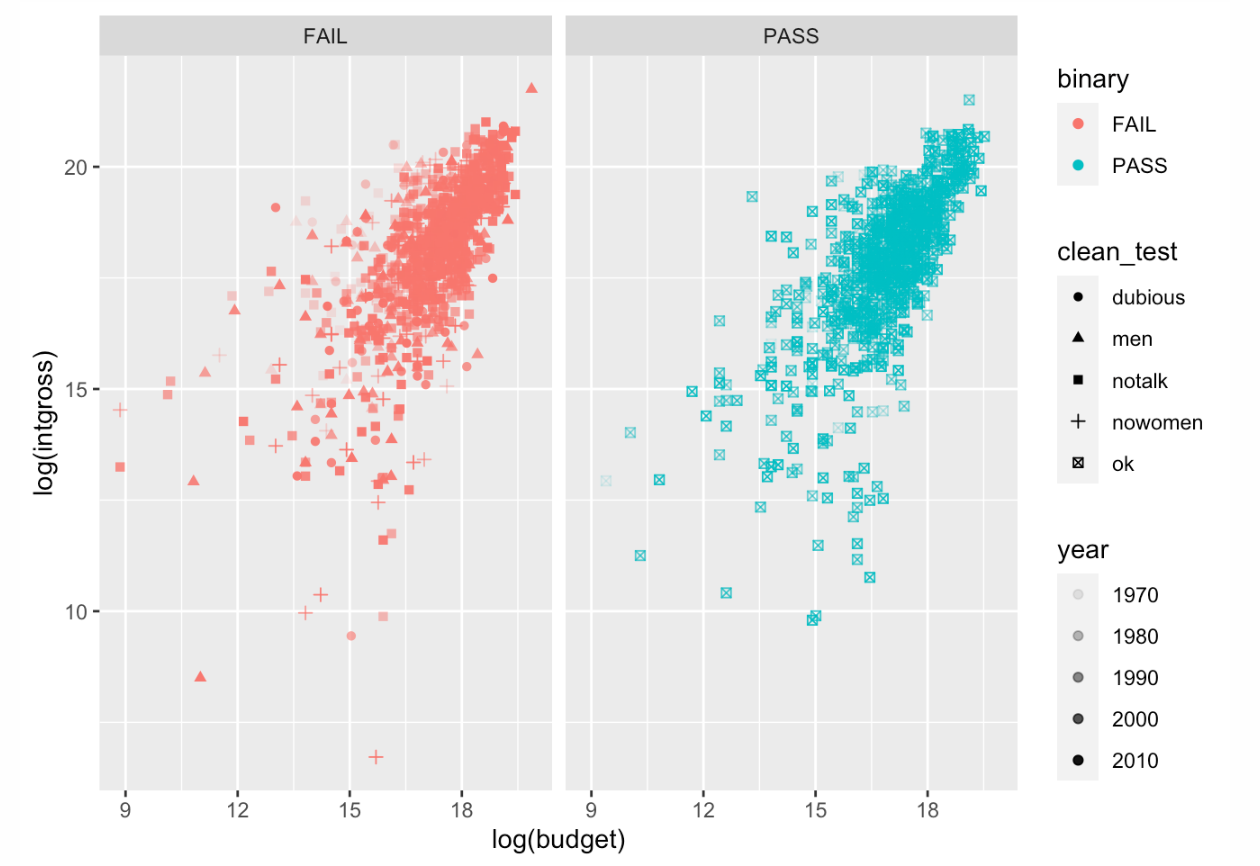 FAIL
PASS
20
15
10
log(intgross)
9
12
15
18
9
12
15
18
log(budget)
binary
FAIL
PASS
clean_test
dubious
men
notalk
nowomen
ok
year
1970
1980
1990
2000
2010